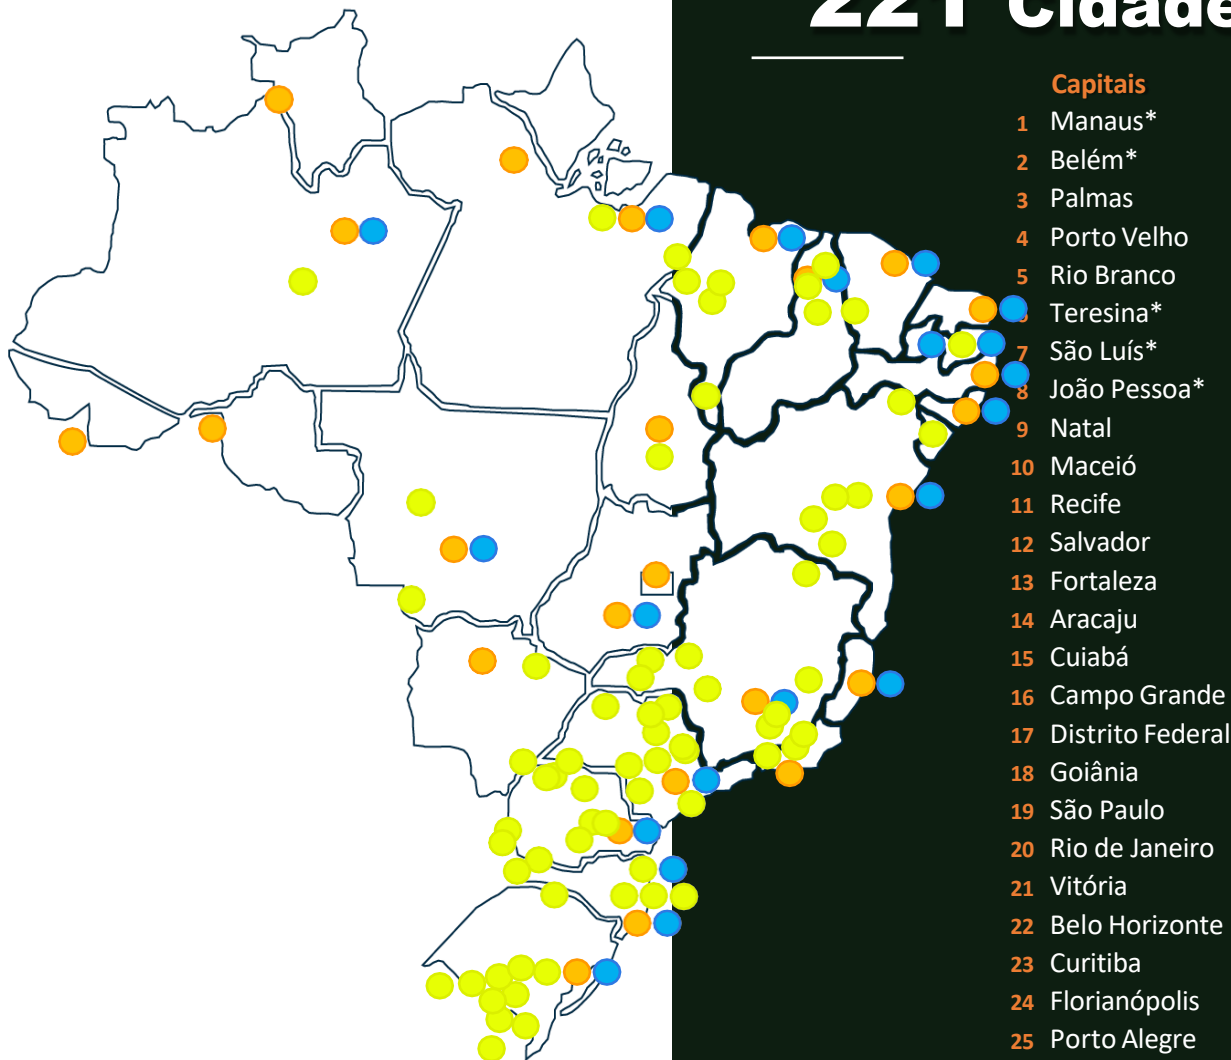 221 Cidade
Capitais
1 Manaus*
2 Belém*
3 Palmas
4 Porto Velho
5 Rio Branco
6 Teresina*
7 São Luís*
8 João Pessoa*
9 Natal
10 Maceió
11 Recife
12 Salvador
13 Fortaleza
14 Aracaju
15 Cuiabá
16 Campo Grande
17 Distrito Federal
18 Goiânia
19 São Paulo
20 Rio de Janeiro
21 Vitória
22 Belo Horizonte
23 Curitiba
24 Florianópolis
25 Porto Alegre